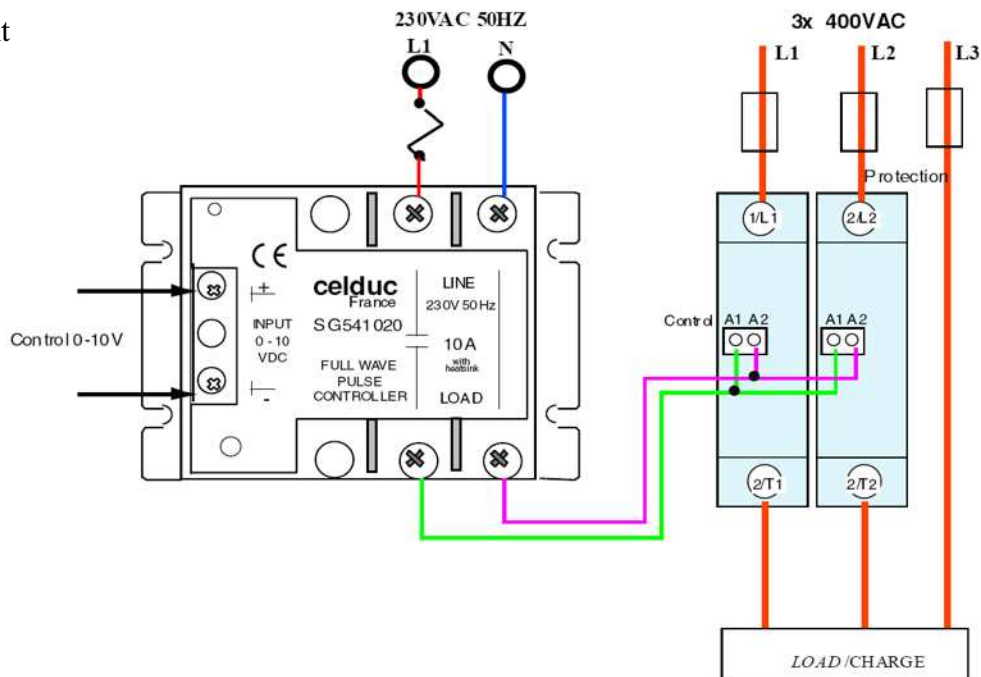 nt
230VAC 50HZ
L1
N
3x 400VAC
L1
L2
L3
Protection
1/L1
2/L2
CE
celduc
France
SG541020
LINE
230V 50Hz
+
INPUT
0 - 10
VDC
-
10A
with
heatsink
FULL WAVE
PULSE
CONTROLLER
LOAD
Control 0-10V
Control
A1 A2
A1 A2
2/T1
2/T2
LOAD /CHARGE